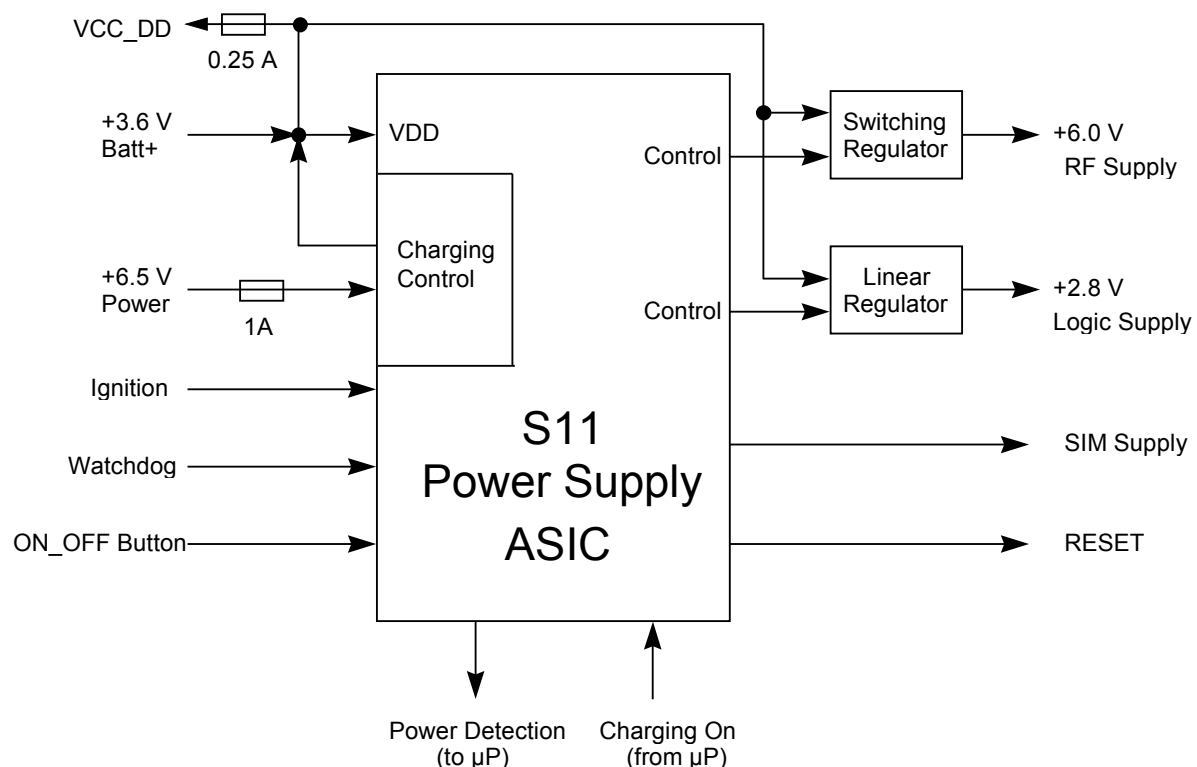 VCC_DD
0.25 A
+3.6 V
Batt+
VDD
Control
Switching
Regulator
+6.0 V
RF Supply
Charging
Control
+6.5 V
Power
1A
Control
Linear
Regulator
+2.8 V
Logic Supply
Ignition
Watchdog
ON_OFF Button
S11
Power Supply
ASIC
SIM Supply
RESET
Power Detection
(to µP)
Charging On
(from µP)